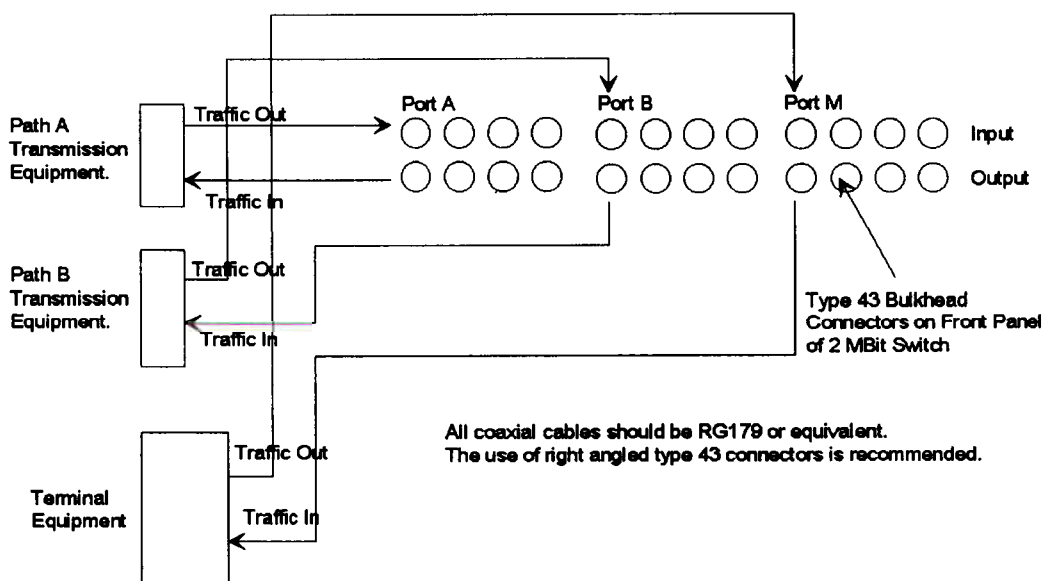 Port A
Port B
Port M
Path A
Transmission
Equipment.
Traffic Out
Input
Output
Traffic In
Path B
Transmission
Equipment.
Traffic Out
Traffic In
Type 43 Bulkhead
Connectors on Front Panel
of 2 MBit Switch
All coaxial cables should be RG179 or equivalent.
The use of right angled type 43 connectors is recommended.
Terminal
Equipment
Traffic Out
Traffic In